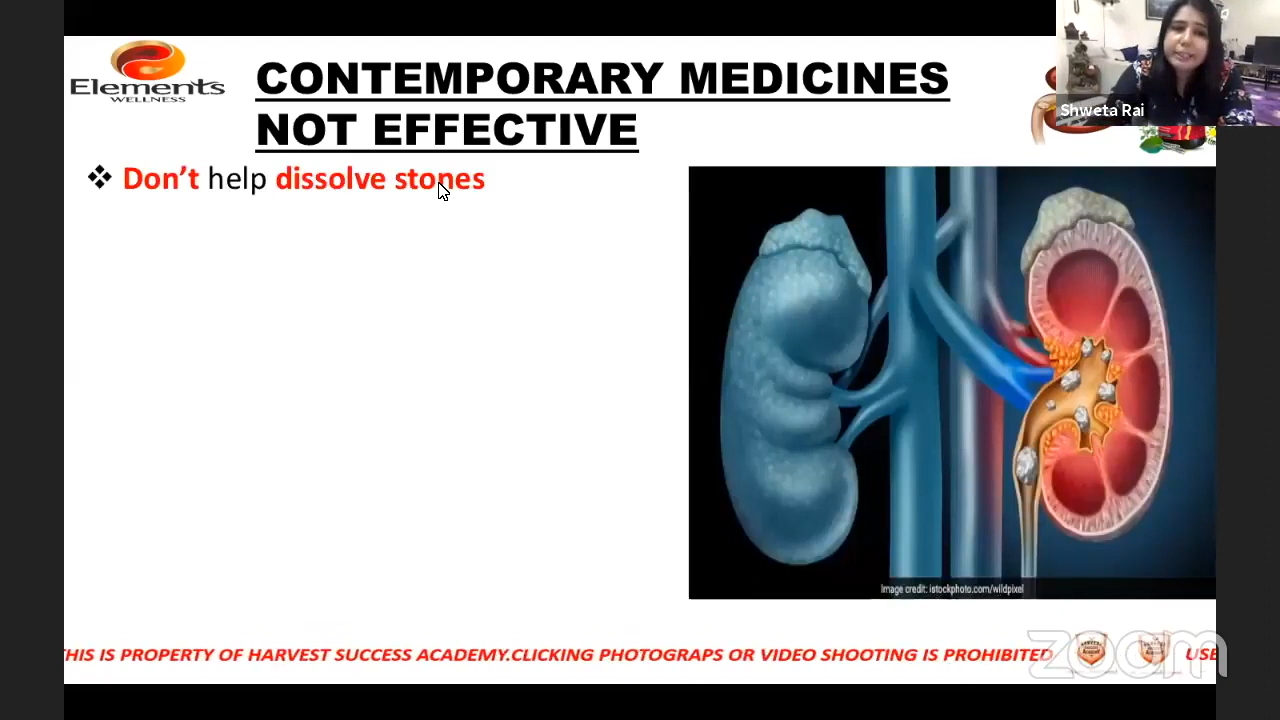 Elements
WELLNESS
CONTEMPORARY MEDICINES
NOT EFFECTIVE
Shweta Rai
❖ Don't help dissolve stones
Image credit: istockphoto.com/wildpixel
HIS IS PROPERTY OF HARVEST SUCCESS ACADEMY.CLICKING PHOTOGRAPS OR VIDEO SHOOTING IS PROHIBITED
USE
zoom